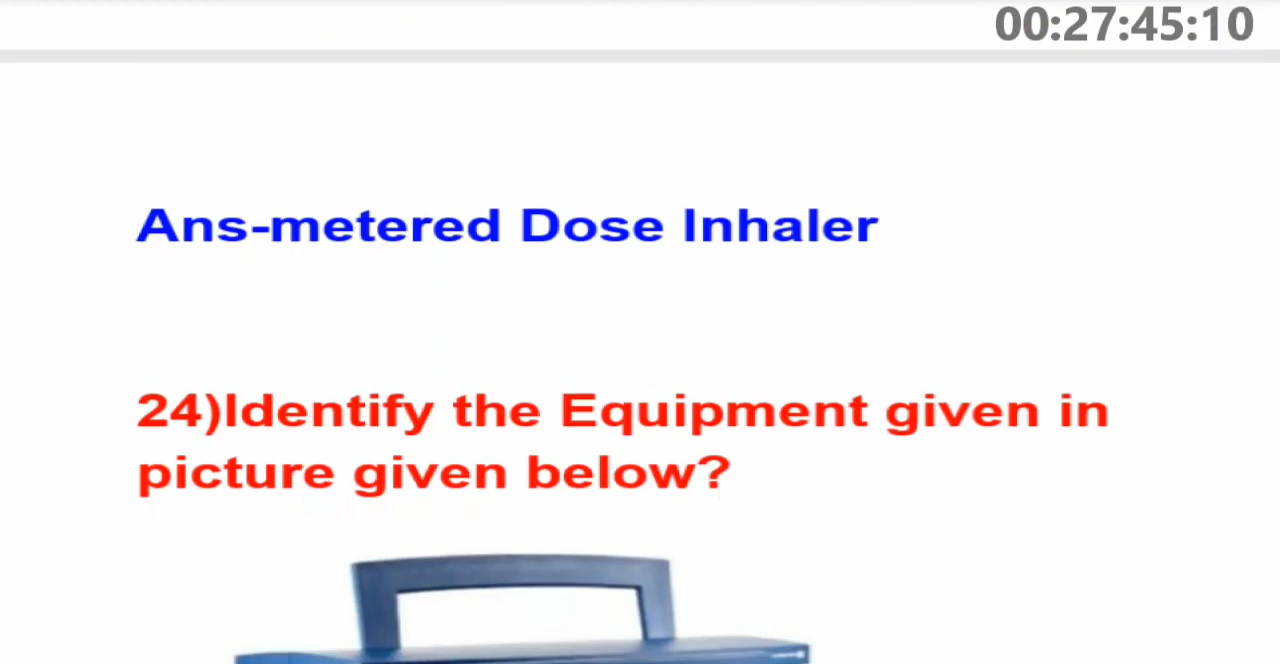 00:27:45:10
Ans-metered Dose Inhaler
24)Identify the Equipment given in
picture given below?